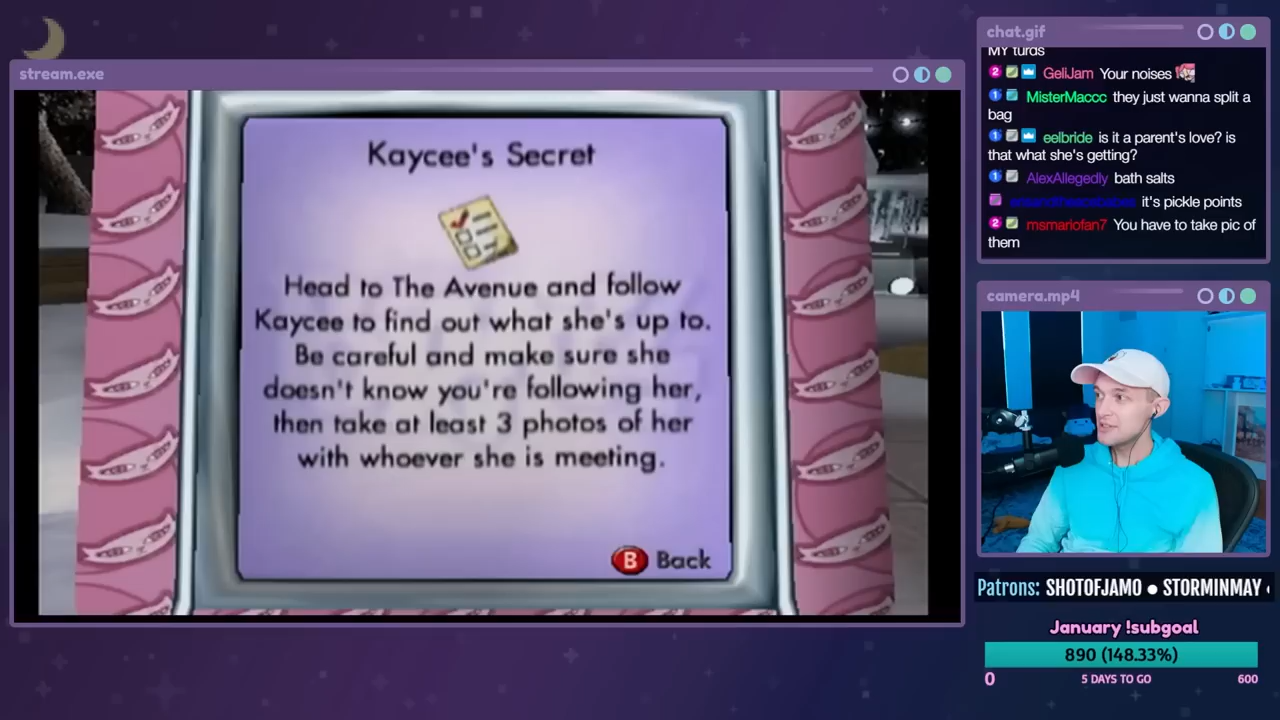 stream.exe
Kaycee's Secret
Head to The Avenue and follow
Kaycee to find out what she's up to.
Be careful and make sure she
doesn't know you're following her,
then take at least 3 photos of her
with whoever she is meeting.
B Back
chat.gif
MY turds
2 GeliJam Your noises
1 MisterMaccc they just wanna split a
bag
1 eelbride is it a parent's love? is
that what she's getting?
1 AlexAllegedly bath salts
it's pickle points
2 msmariofan7 You have to take pic of
them
camera.mp4
Patrons: SHOTOFJAMO ● STORMINMAY
January !subgoal
890 (148.33%)
0 5 DAYS TO GO 600